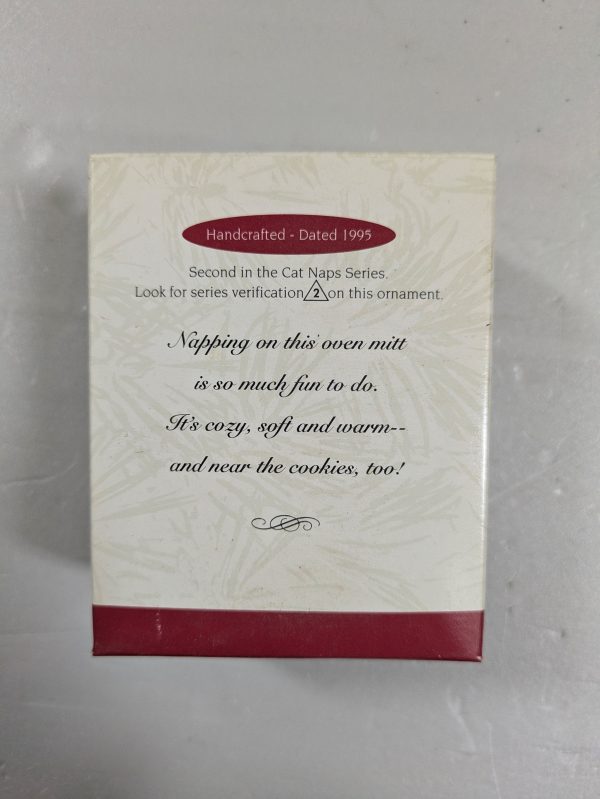 Handcrafted - Dated 1995
Second in the Cat Naps Series.
Look for series verification 2 on this ornament.
Napping on this oven mitt
is so much fun to do.
It's cozy, soft and warm--
and near the cookies, too!